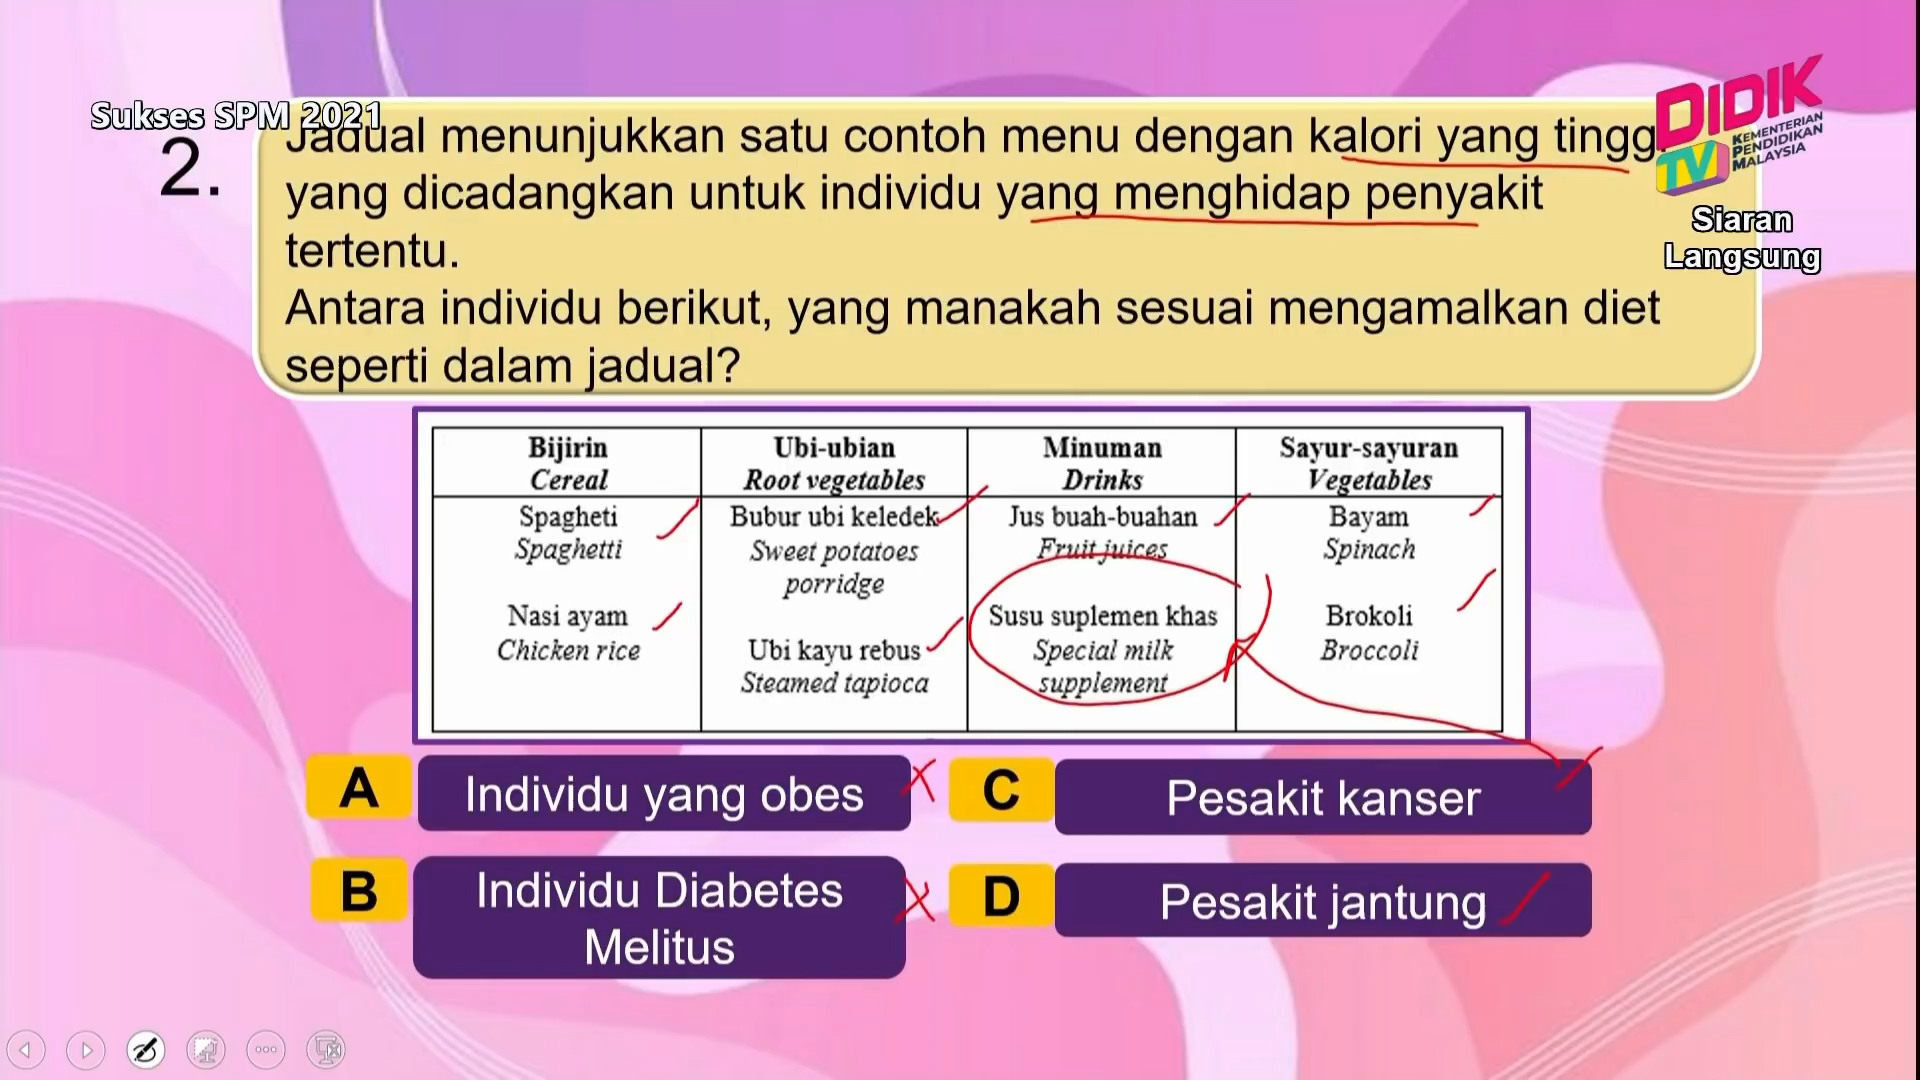 Sukses SPM 2021
2.
Jadual menunjukkan satu contoh menu dengan kalori yang tinggi
yang dicadangkan untuk individu yang menghidap penyakit
tertentu.
Antara individu berikut, yang manakah sesuai mengamalkan diet
seperti dalam jadual?
DIDIK
TV
KEMENTERIAN
PENDIDIKAN
MALAYSIA
Siaran
Langsung
Bijirin
Cereal
Spagheti
Spaghetti
Nasi ayam
Chicken rice
Ubi-ubian
Root vegetables
Bubur ubi keledek
Sweet potatoes
porridge
Ubi kayu rebus
Steamed tapioca
Minuman
Drinks
Jus buah-buahan
Fruit juices
Susu suplemen khas
Special milk
supplement
Sayur-sayuran
Vegetables
Bayam
Spinach
Brokoli
Broccoli
A
Individu yang obes
B
Individu Diabetes
Melitus
C
Pesakit kanser
D
Pesakit jantung